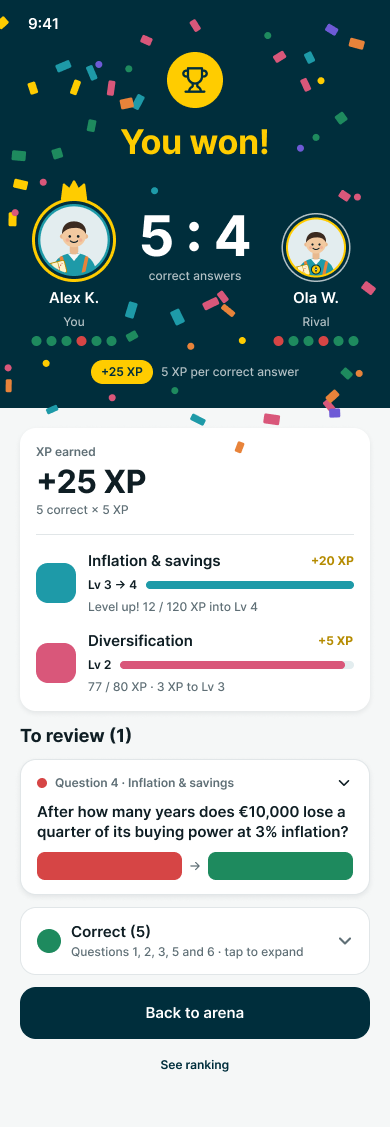 9:41
You won!
5 : 4
correct answers
Alex K.
Ola W.
You
Rival
+25 XP
5 XP per correct answer
XP earned
+25 XP
5 correct × 5 XP
Inflation & savings
+20 XP
Lv 3 → 4
Level up! 12 / 120 XP into Lv 4
Diversification
+5 XP
Lv 2
77 / 80 XP · 3 XP to Lv 3
To review (1)
Question 4 · Inflation & savings
After how many years does €10,000 lose a
quarter of its buying power at 3% inflation?
→
Correct (5)
Questions 1, 2, 3, 5 and 6 · tap to expand
Back to arena
See ranking